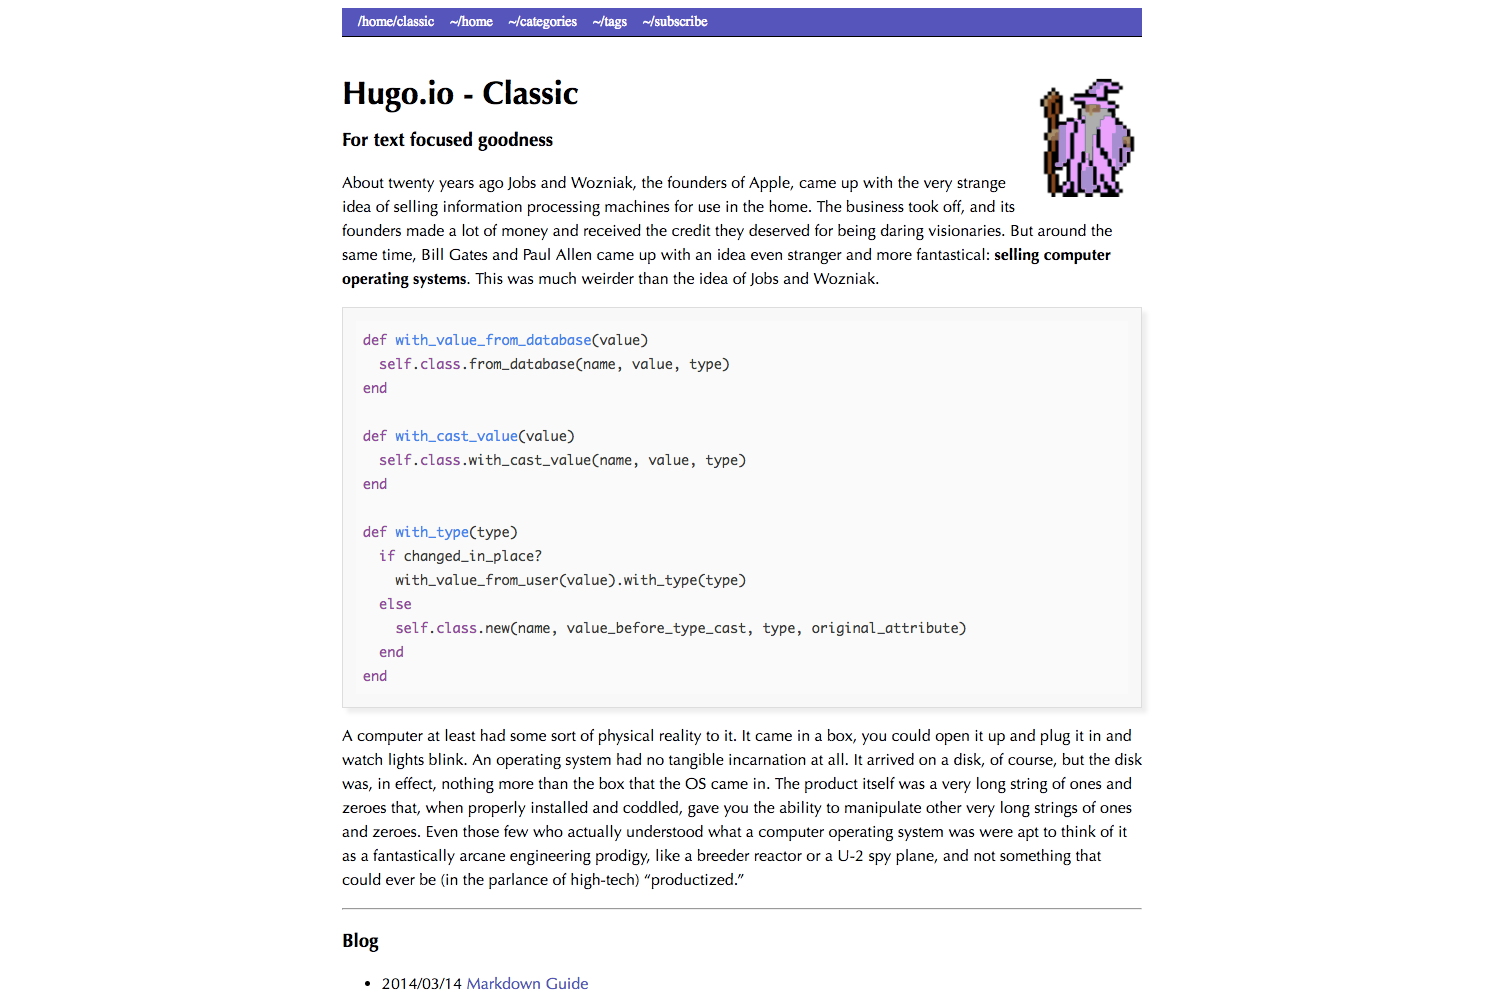 /home/classic ~/home ~/categories ~/tags ~/subscribe
Hugo.io - Classic
For text focused goodness
About twenty years ago Jobs and Wozniak, the founders of Apple, came up with the very strange
idea of selling information processing machines for use in the home. The business took off, and its
founders made a lot of money and received the credit they deserved for being daring visionaries. But around the
same time, Bill Gates and Paul Allen came up with an idea even stranger and more fantastical: selling computer
operating systems. This was much weirder than the idea of Jobs and Wozniak.
def with_value_from_database(value)
  self.class.from_database(name, value, type)
end

def with_cast_value(value)
  self.class.with_cast_value(name, value, type)
end

def with_type(type)
  if changed_in_place?
    with_value_from_user(value).with_type(type)
  else
    self.class.new(name, value_before_type_cast, type, original_attribute)
  end
end
A computer at least had some sort of physical reality to it. It came in a box, you could open it up and plug it in and
watch lights blink. An operating system had no tangible incarnation at all. It arrived on a disk, of course, but the disk
was, in effect, nothing more than the box that the OS came in. The product itself was a very long string of ones and
zeroes that, when properly installed and coddled, gave you the ability to manipulate other very long strings of ones
and zeroes. Even those few who actually understood what a computer operating system was were apt to think of it
as a fantastically arcane engineering prodigy, like a breeder reactor or a U-2 spy plane, and not something that
could ever be (in the parlance of high-tech) “productized.”
Blog
• 2014/03/14 Markdown Guide